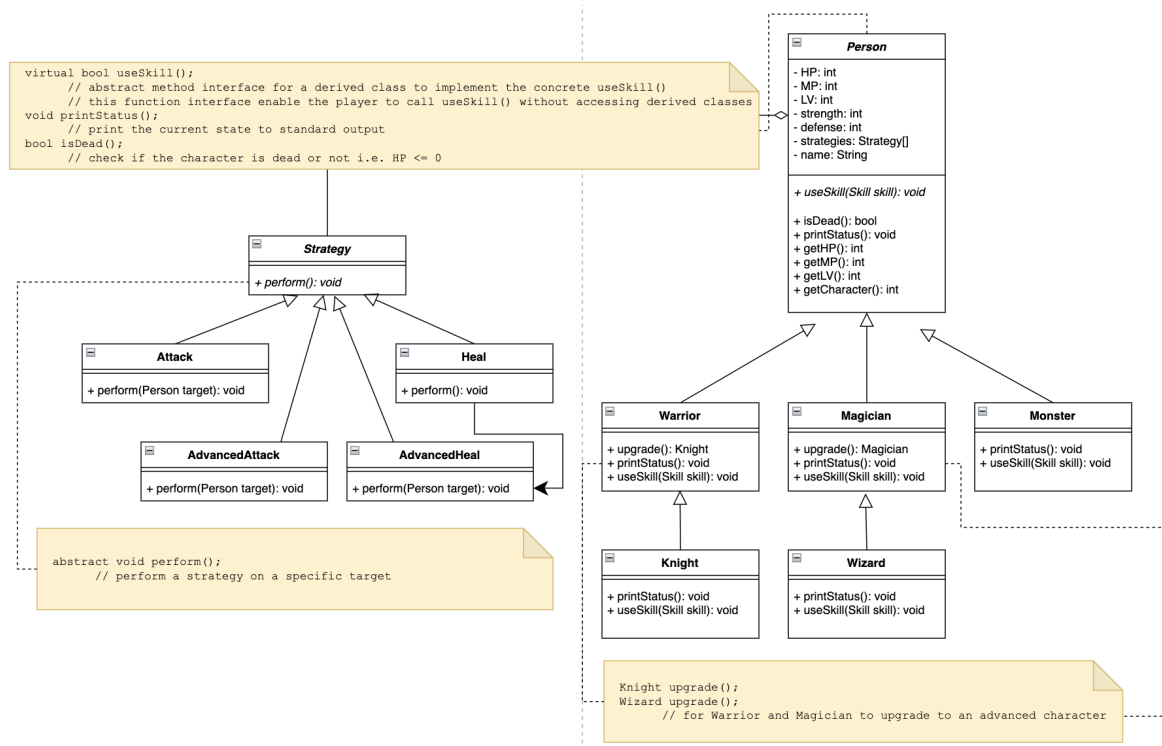 virtual bool useSkill();
// abstract method interface for a derived class to implement the concrete useSkill()
// this function interface enable the player to call useSkill() without accessing derived classes
void printStatus();
// print the current state to standard output
bool isDead();
// check if the character is dead or not i.e. HP <= 0
Person
- HP: int
- MP: int
- LV: int
- strength: int
- defense: int
- strategies: Strategy[]
- name: String
+ useSkill(Skill skill): void
+ isDead(): bool
+ printStatus(): void
+ getHP(): int
+ getMP(): int
+ getLV(): int
+ getCharacter(): int
Strategy
+ perform(): void
Attack
+ perform(Person target): void
Heal
+ perform(): void
AdvancedAttack
+ perform(Person target): void
AdvancedHeal
+ perform(Person target): void
abstract void perform();
// perform a strategy on a specific target
Warrior
+ upgrade(): Knight
+ printStatus(): void
+ useSkill(Skill skill): void
Magician
+ upgrade(): Magician
+ printStatus(): void
+ useSkill(Skill skill): void
Monster
+ printStatus(): void
+ useSkill(Skill skill): void
Knight
+ printStatus(): void
+ useSkill(Skill skill): void
Wizard
+ printStatus(): void
+ useSkill(Skill skill): void
Knight upgrade();
Wizard upgrade();
// for Warrior and Magician to upgrade to an advanced character